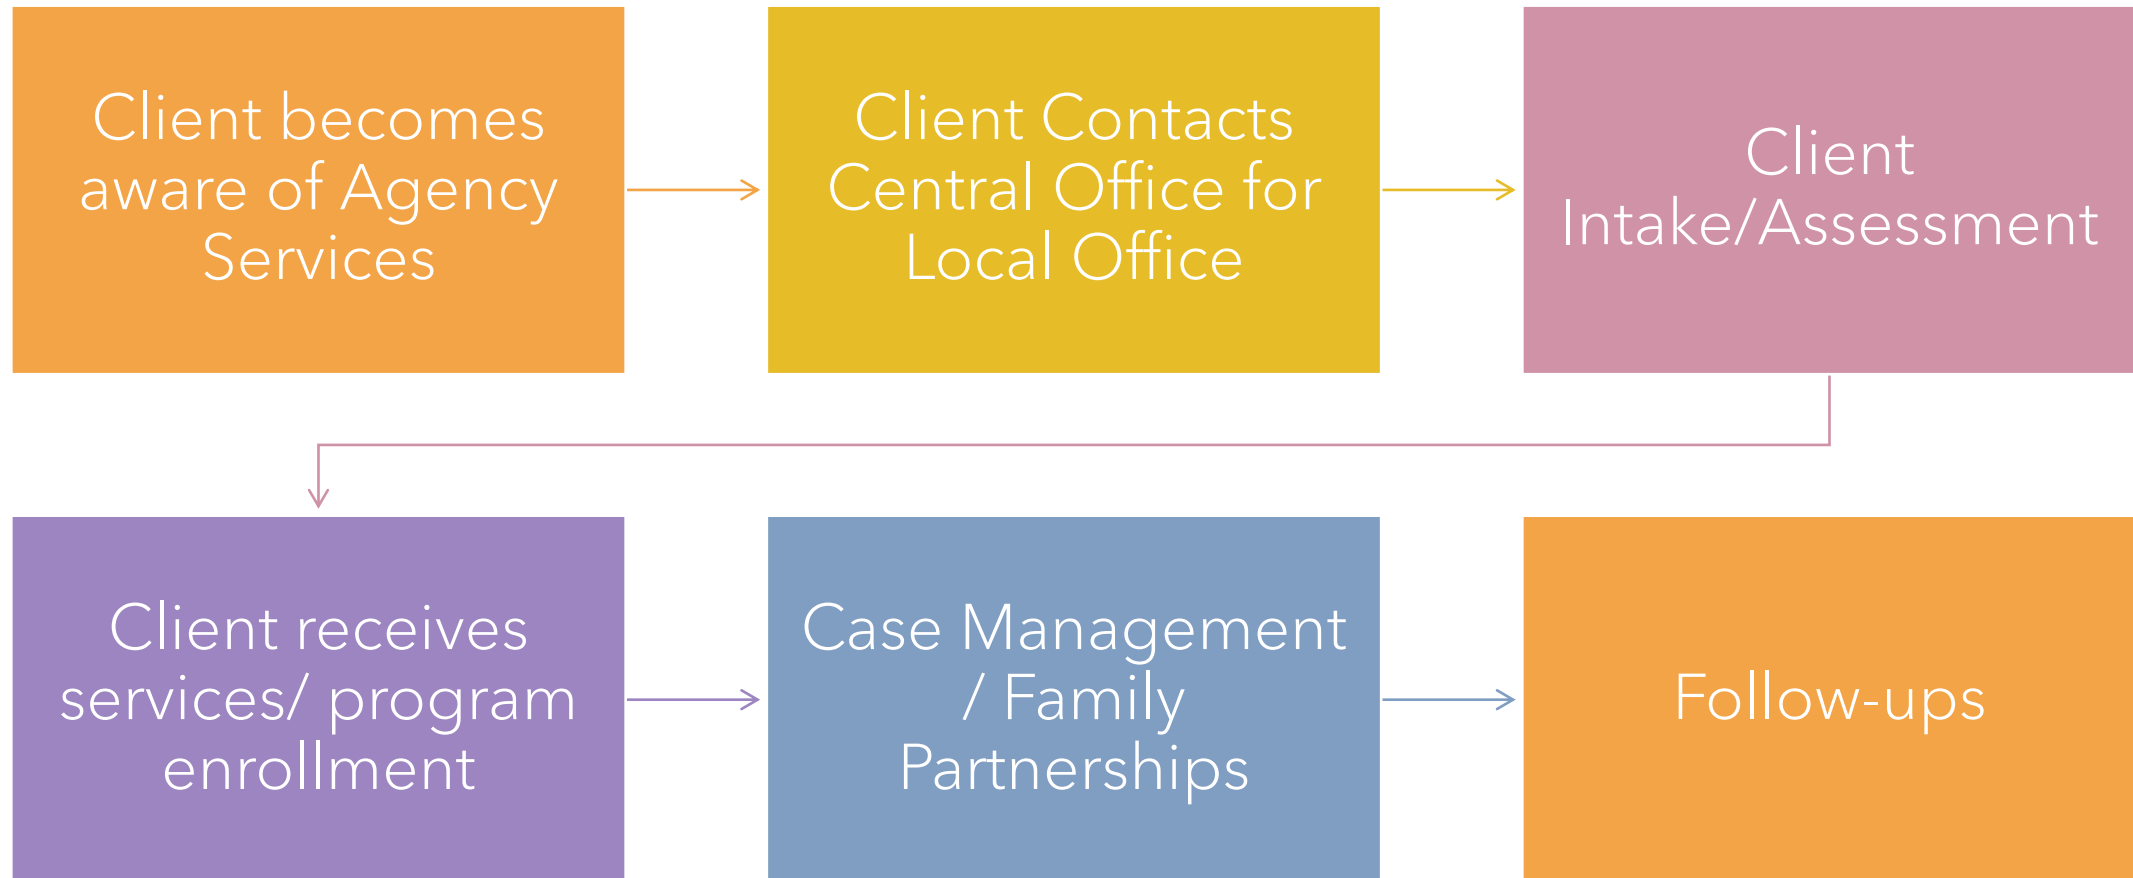 Client becomes
aware of Agency
Services
Client Contacts
Central Office for
Local Office
Client
Intake/Assessment
Client receives
services/ program
enrollment
Case Management
/ Family
Partnerships
Follow-ups